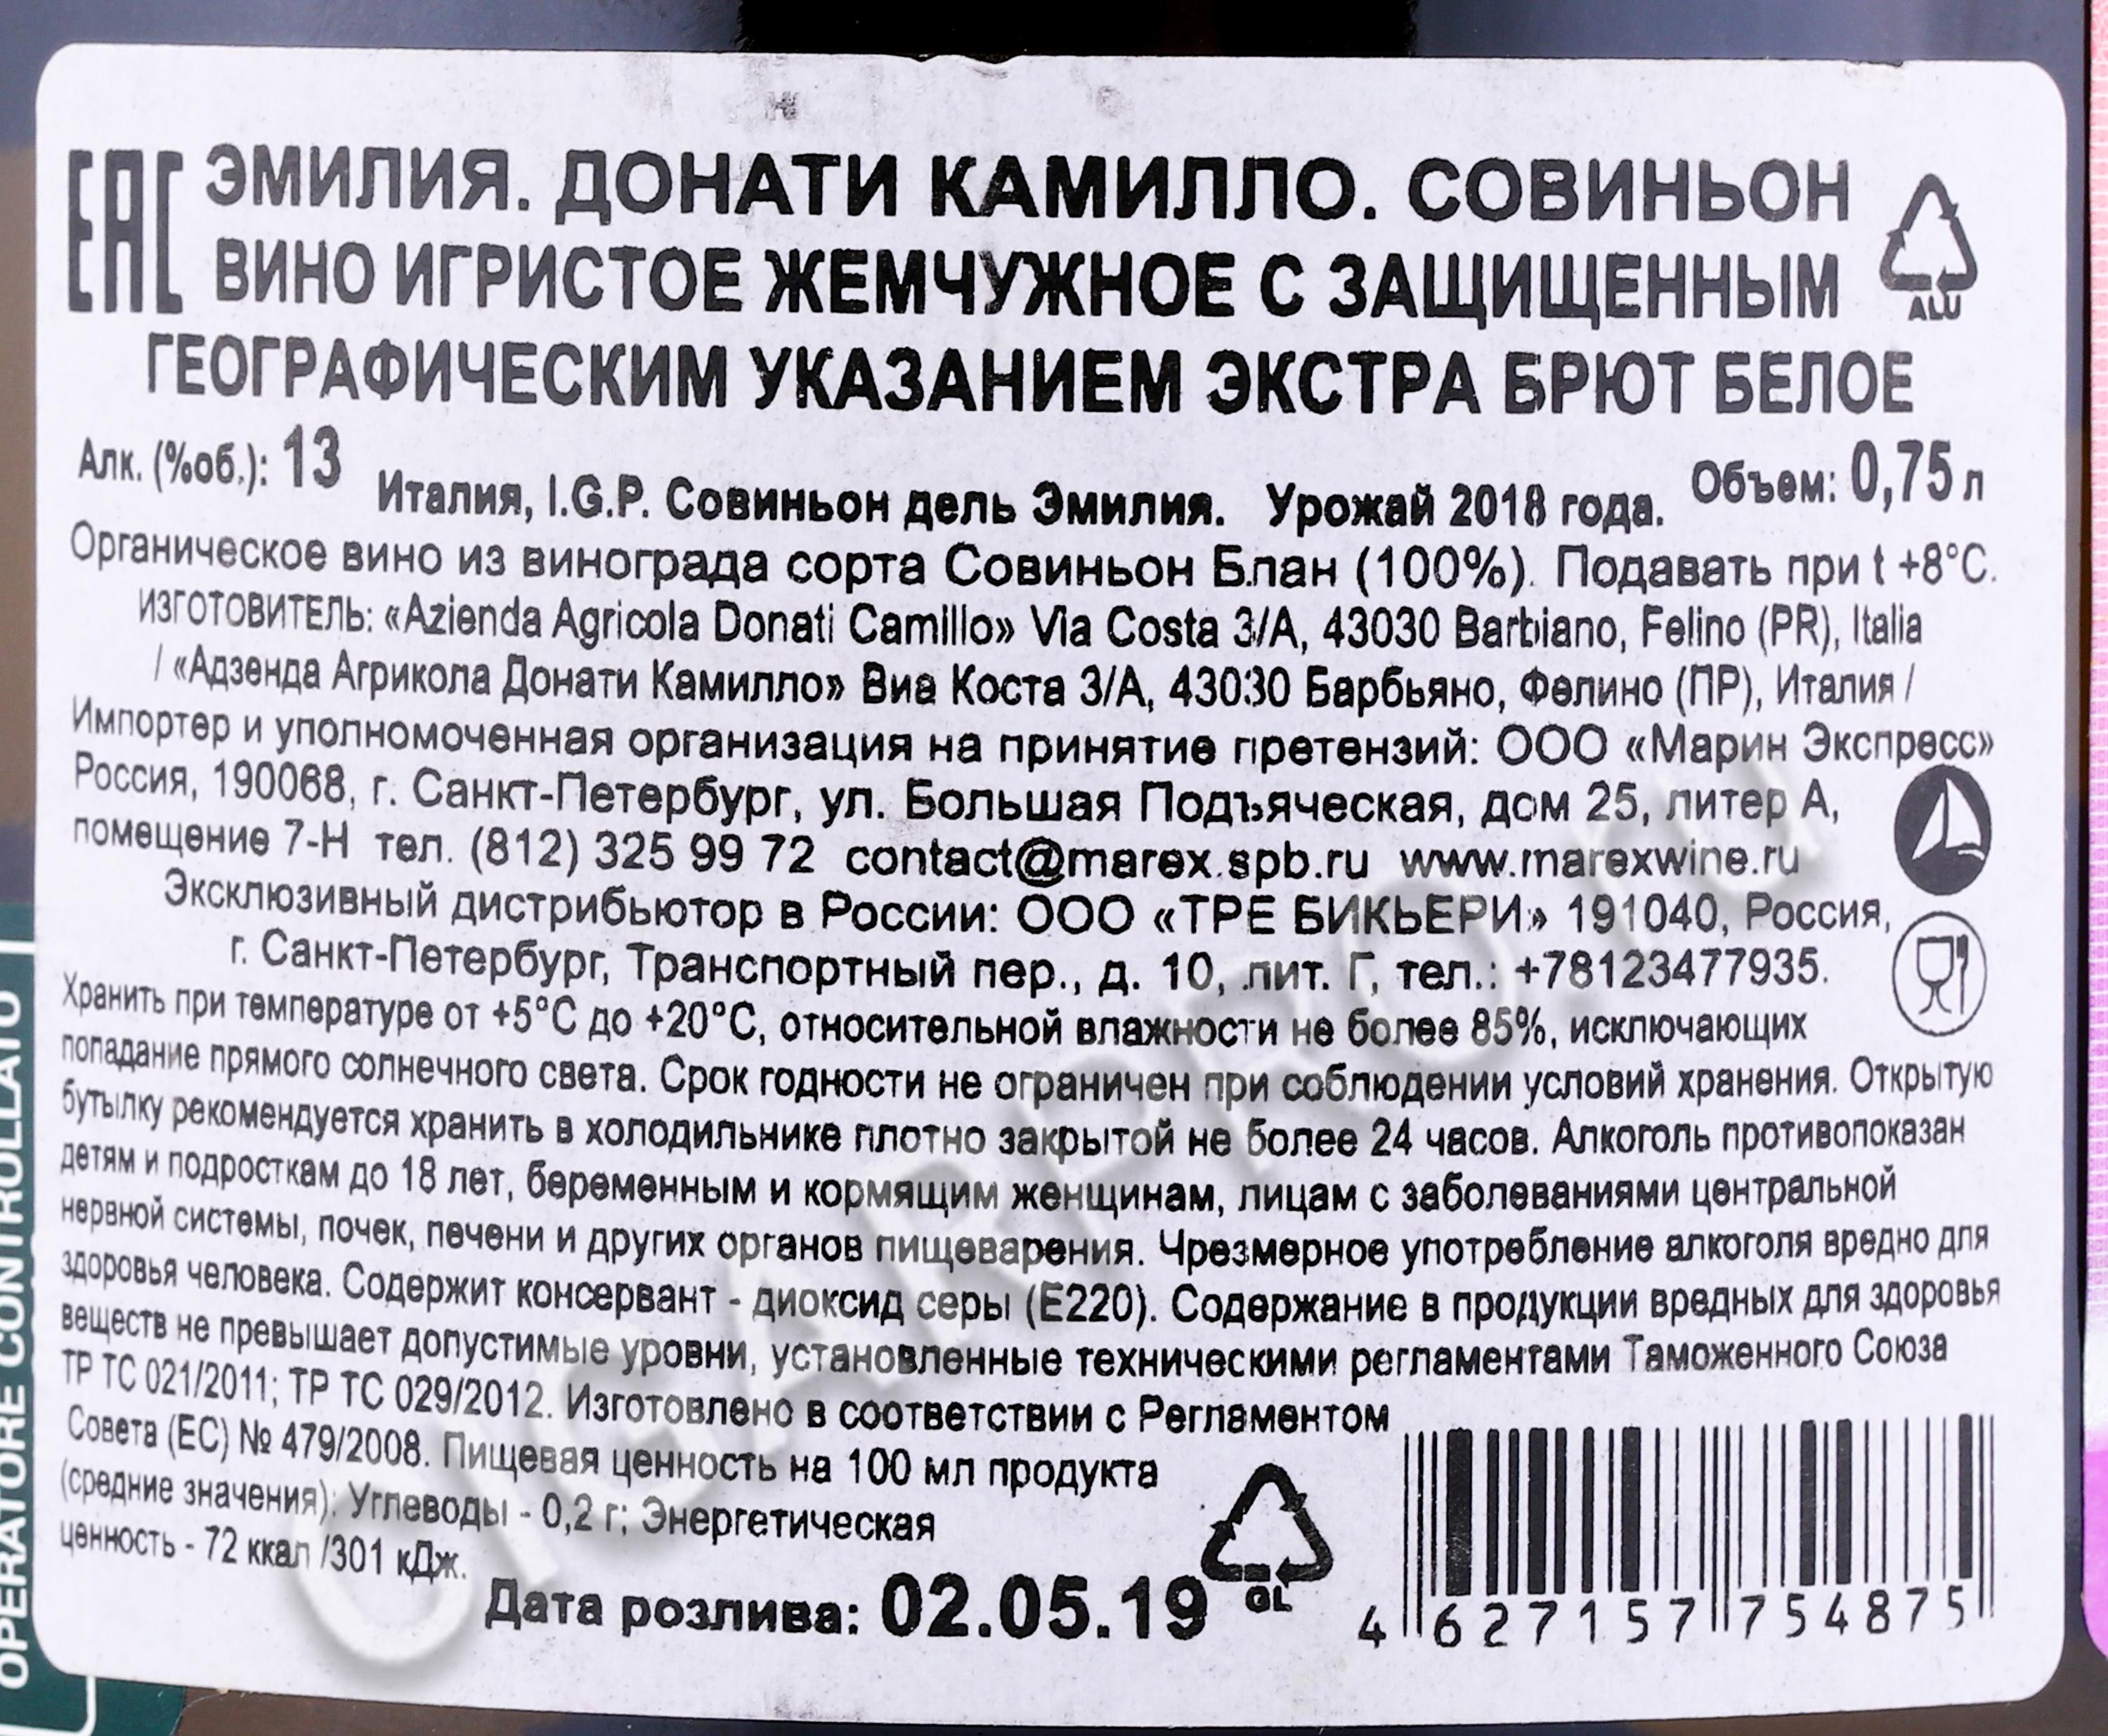 EAC
ЭМИЛИЯ. ДОНАТИ КАМИЛЛО. СОВИНЬОН
ВИНО ИГРИСТОЕ ЖЕМЧУЖНОЕ С ЗАЩИЩЕННЫМ
ALU
ГЕОГРАФИЧЕСКИМ УКАЗАНИЕМ ЭКСТРА БРЮТ БЕЛОЕ
Алк. (%об.): 13
Италия, I.G.P. Совиньон дель Эмилия. Урожай 2018 года.
Объем: 0,75 л
Органическое вино из винограда сорта Совиньон Блан (100%). Подавать при t +8°C.
ИЗГОТОВИТЕЛЬ: «Azienda Agricola Donati Camillo» Via Costa 3/A, 43030 Barbiano, Felino (PR), Italia
/ «Адзенда Агрикола Донати Камилло» Виа Коста 3/А, 43030 Барбьяно, Фелино (ПР), Италия /
Импортер и уполномоченная организация на принятие претензий: ООО «Марин Экспресс»
Россия, 190068, г. Санкт-Петербург, ул. Большая Подъяческая, дом 25, литер А,
помещение 7-Н тел. (812) 325 99 72 contact@marex.spb.ru www.marexwine.ru
Эксклюзивный дистрибьютор в России: ООО «ТРЕ БИКЬЕРИ» 191040, Россия,
г. Санкт-Петербург, Транспортный пер., д. 10, лит. Г, тел.: +78123477935.
Хранить при температуре от +5°C до +20°C, относительной влажности не более 85%, исключающих
попадание прямого солнечного света. Срок годности не ограничен при соблюдении условий хранения. Открытую
бутылку рекомендуется хранить в холодильнике плотно закрытой не более 24 часов. Алкоголь противопоказан
детям и подросткам до 18 лет, беременным и кормящим женщинам, лицам с заболеваниями центральной
нервной системы, почек, печени и других органов пищеварения. Чрезмерное употребление алкоголя вредно для
здоровья человека. Содержит консервант - диоксид серы (Е220). Содержание в продукции вредных для здоровья
веществ не превышает допустимые уровни, установленные техническими регламентами Таможенного Союза
ТР ТС 021/2011; ТР ТС 029/2012. Изготовлено в соответствии с Регламентом
Совета (ЕС) № 479/2008. Пищевая ценность на 100 мл продукта
(средние значения): Углеводы - 0,2 г; Энергетическая
ценность - 72 ккал /301 кДж.
Дата розлива: 02.05.19
GL
4 627157 754875
OPERATORE CONTROLLATO
CIGARPRO.ru